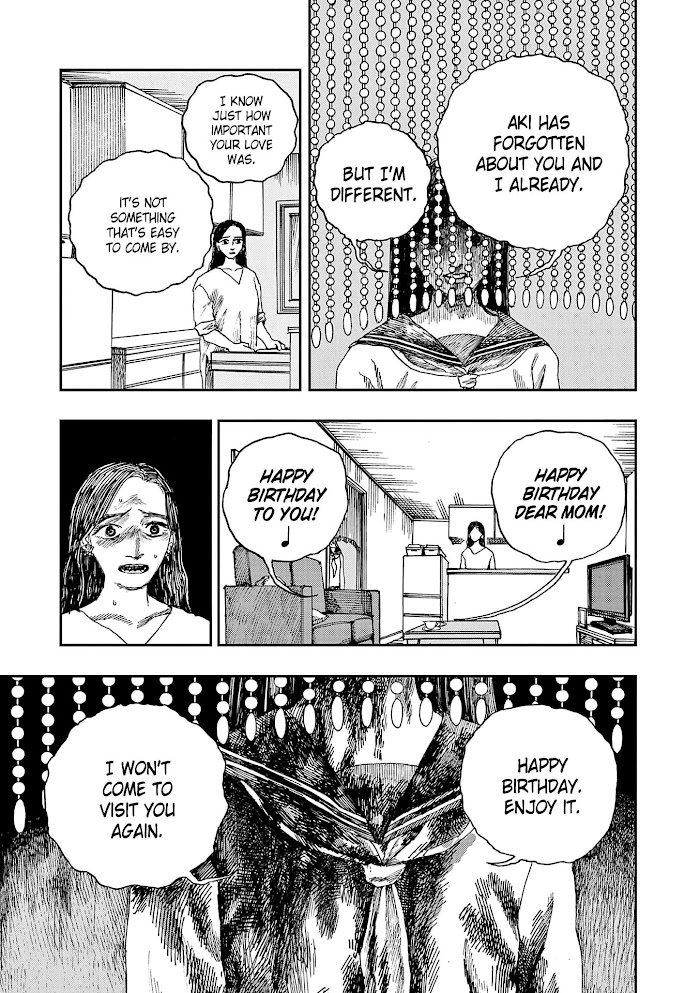 AKI HAS
FORGOTTEN
ABOUT YOU AND
I ALREADY.
BUT I'M
DIFFERENT.
I KNOW
JUST HOW
IMPORTANT
YOUR LOVE
WAS.
IT'S NOT
SOMETHING
THAT'S EASY
TO COME BY.
HAPPY
BIRTHDAY
DEAR MOM!
HAPPY
BIRTHDAY
TO YOU!
HAPPY
BIRTHDAY.
ENJOY IT.
I WON'T
COME TO
VISIT YOU
AGAIN.